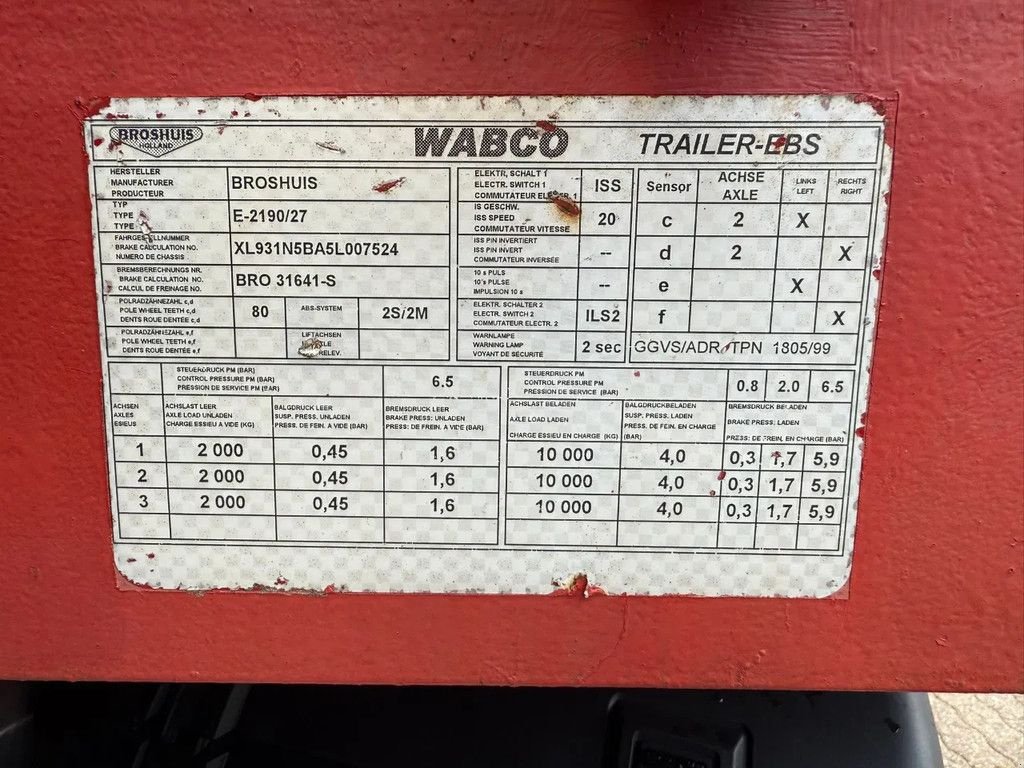 BROSHUIS
HOLLAND
WABCO
TRAILER-EBS
HERSTELLER
MANUFACTURER
PRODUCTEUR
BROSHUIS
TYP
TYPE
TYPE
E-2190/27
FAHRGESTELLNUMMER
BRAKE CALCULATION NO.
NUMERO DE CHASSIS
XL931N5BA5L007524
BREMSBERECHNUNGS NR.
BRAKE CALCULATION NO.
CALCUL DE FREINAGE NO.
BRO 31641-S
POLRADZÄHNEZAHL c,d
POLE WHEEL TEETH c,d
DENTS ROUE DENTÉE c,d
80
ABS-SYSTEM
2S/2M
POLRADZÄHNEZAHL e,f
POLE WHEEL TEETH e,f
DENTS ROUE DENTÉE e,f
LIFTACHSEN
RELEV.
ELEKTR. SCHALT 1
ELECTR. SWITCH 1
COMMUTATEUR ELECTR. 1
ISS
IS GESCHW.
ISS SPEED
COMMUTATEUR VITESSE
20
ISS PIN INVERTIERT
ISS PIN INVERT
COMMUTATEUR INVERSÉE
--
10 s PULS
10 s PULSE
IMPULSION 10 s
--
ELEKTR. SCHALTER 2
ELECTR. SWITCH 2
COMMUTATEUR ELECTR. 2
ILS2
WARNLAMPE
WARNING LAMP
VOYANT DE SÉCURITÉ
2 sec
Sensor
ACHSE
AXLE
LINKS
LEFT
RECHTS
RIGHT
c 2 X
d 2 X
e X
f X
GGVS/ADR TPN 1805/99
STEUERDRUCK PM (BAR)
CONTROL PRESSURE PM (BAR)
PRESSION DE SERVICE PM (BAR)
6.5
ACHSEN
AXLES
ESIEUS
ACHSLAST LEER
AXLE LOAD UNLADEN
CHARGE ESSIEU A VIDE (KG)
BALGDRUCK LEER
SUSP. PRESS. UNLADEN
PRESS. DE FEIN. A VIDE (BAR)
BREMSDRUCK LEER
BRAKE PRESS: UNLADEN
PRESS: DE FREINS. A VIDE (BAR)
1 2 000 0,45 1,6
2 2 000 0,45 1,6
3 2 000 0,45 1,6
STEUERDRUCK PM
CONTROL PRESSURE PM (BAR)
PRESSION DE SERVICE (BAR)
0.8 2.0 6.5
ACHSLAST BELADEN
AXLE LOAD LADEN
CHARGE ESSIEU EN CHARGE (KG)
BALGDRUCKBELADEN
SUSP. PRESS. LADEN
PRESS. DE FEIN. EN CHARGE
(BAR)
BREMSDRUCK BELADEN
BRAKE PRESS: LADEN
PRESS: DE FREIN, EN CHARGE (BAR)
10 000 4,0 0,3 1,7 5,9
10 000 4,0 0,3 1,7 5,9
10 000 4,0 0,3 1,7 5,9